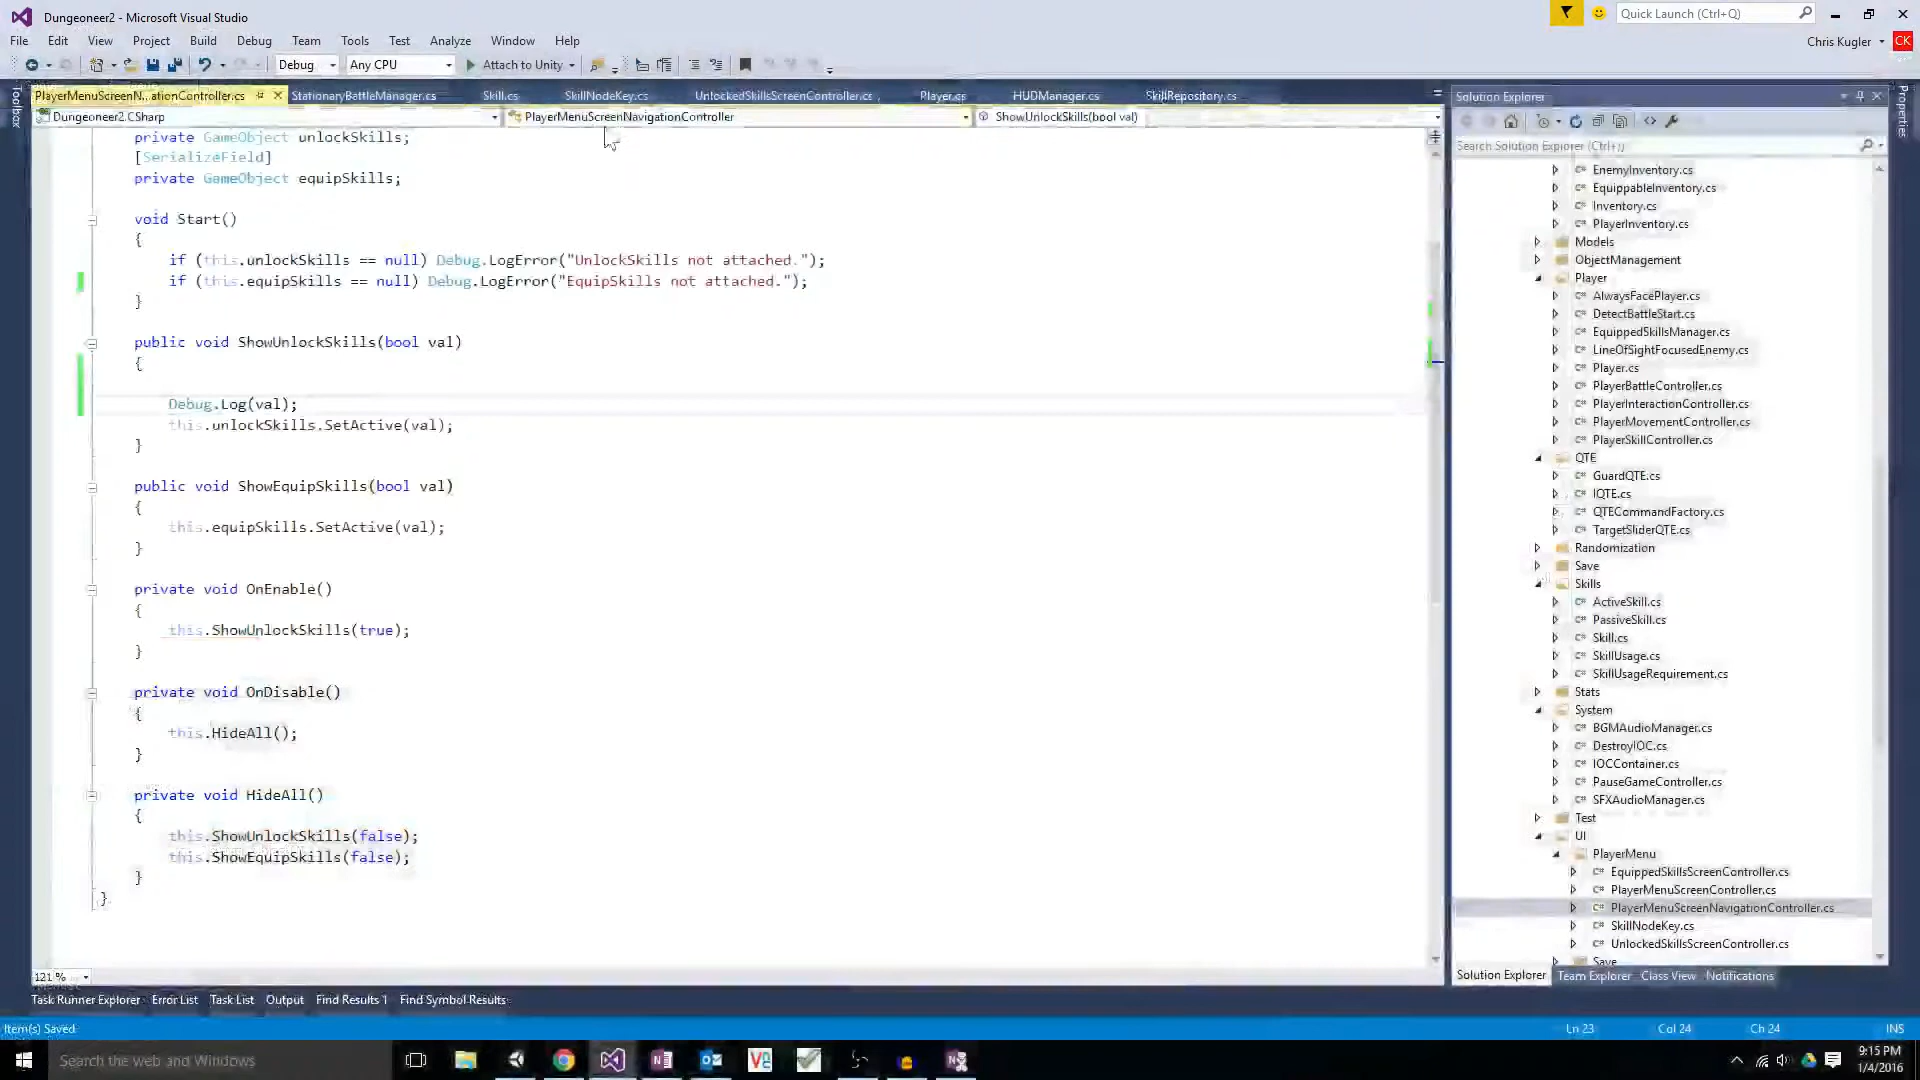 Dungeoneer2 - Microsoft Visual Studio
Quick Launch (Ctrl+Q)
File Edit View Project Build Debug Team Tools Test Analyze Window Help
Chris Kugler CK
Debug Any CPU Attach to Unity
PlayerMenuScreenN...ationController.cs StationaryBattleManager.cs Skill.cs SkillNodeKey.cs UnlockedSkillsScreenController.cs Player.cs HUDManager.cs SkillRepository.cs
Dungeoneer2.CSharp PlayerMenuScreenNavigationController ShowUnlockSkills(bool val)
Toolbox
private GameObject unlockSkills;
[SerializeField]
private GameObject equipSkills;
void Start()
{
if (this.unlockSkills == null) Debug.LogError("UnlockSkills not attached.");
if (this.equipSkills == null) Debug.LogError("EquipSkills not attached.");
}
public void ShowUnlockSkills(bool val)
{
Debug.Log(val);
this.unlockSkills.SetActive(val);
}
public void ShowEquipSkills(bool val)
{
this.equipSkills.SetActive(val);
}
private void OnEnable()
{
this.ShowUnlockSkills(true);
}
private void OnDisable()
{
this.HideAll();
}
private void HideAll()
{
this.ShowUnlockSkills(false);
this.ShowEquipSkills(false);
}
}
121 %
Solution Explorer
Properties
Search Solution Explorer (Ctrl+;)
C# EnemyInventory.cs
C# EquippableInventory.cs
C# Inventory.cs
C# PlayerInventory.cs
Models
ObjectManagement
Player
C# AlwaysFacePlayer.cs
C# DetectBattleStart.cs
C# EquippedSkillsManager.cs
C# LineOfSightFocusedEnemy.cs
C# Player.cs
C# PlayerBattleController.cs
C# PlayerInteractionController.cs
C# PlayerMovementController.cs
C# PlayerSkillController.cs
QTE
C# GuardQTE.cs
C# IQTE.cs
C# QTECommandFactory.cs
C# TargetSliderQTE.cs
Randomization
Save
Skills
C# ActiveSkill.cs
C# PassiveSkill.cs
C# Skill.cs
C# SkillUsage.cs
C# SkillUsageRequirement.cs
Stats
System
C# BGMAudioManager.cs
C# DestroyIOC.cs
C# IOCContainer.cs
C# PauseGameController.cs
C# SFXAudioManager.cs
Test
UI
PlayerMenu
C# EquippedSkillsScreenController.cs
C# PlayerMenuScreenController.cs
C# PlayerMenuScreenNavigationController.cs
C# SkillNodeKey.cs
C# UnlockedSkillsScreenController.cs
Save
Solution Explorer Team Explorer Class View Notifications
Task Runner Explorer Error List Task List Output Find Results 1 Find Symbol Results
Item(s) Saved Ln 23 Col 24 Ch 24 INS
Search the web and Windows
9:15 PM
1/4/2016